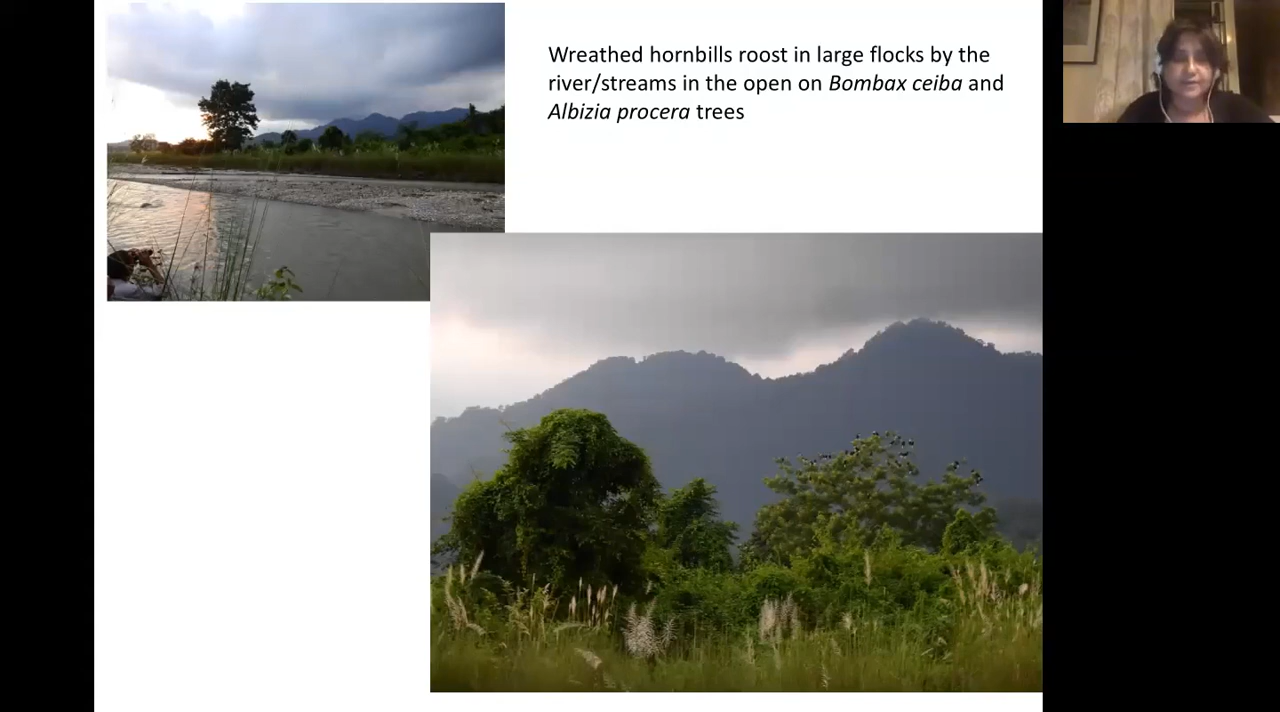 Wreathed hornbills roost in large flocks by the
river/streams in the open on Bombax ceiba and
Albizia procera trees